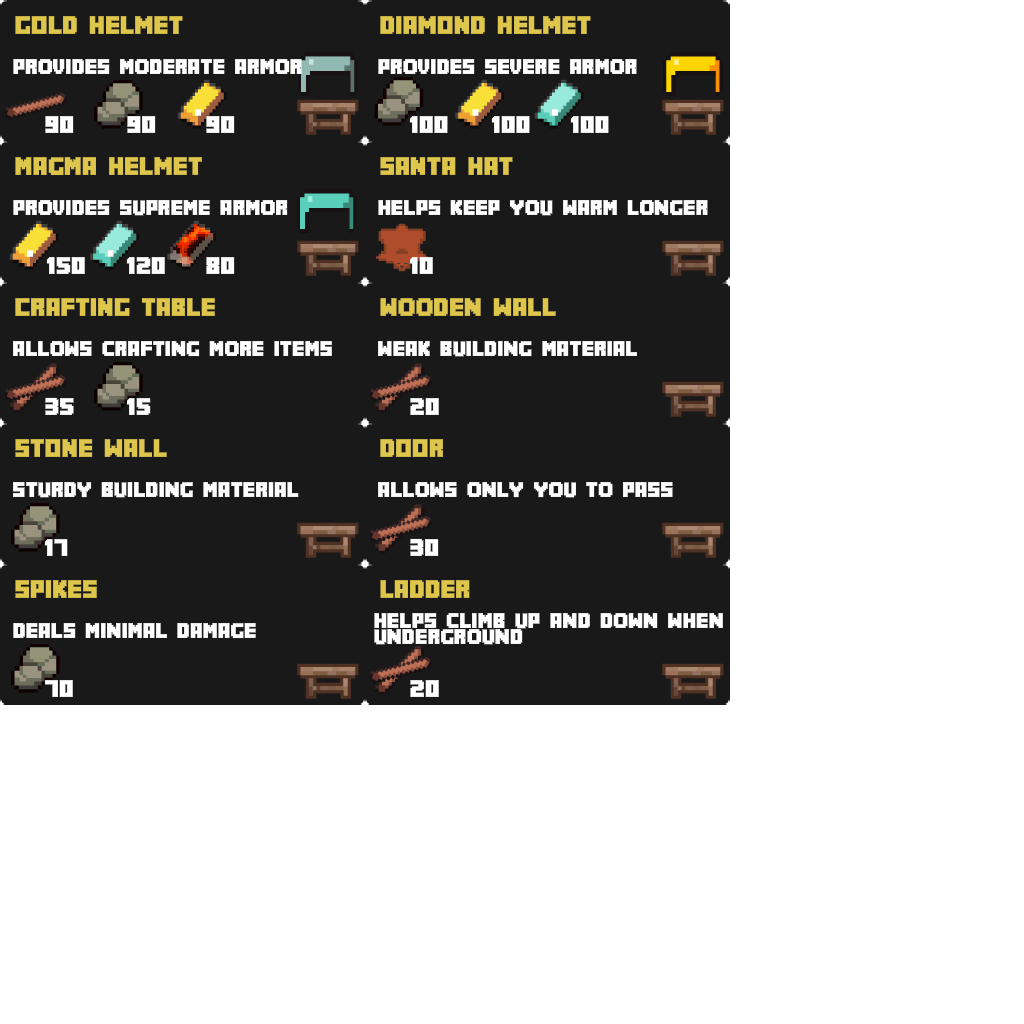 GOLD HELMET
PROVIDES MODERATE ARMOR
90 90 90
DIAMOND HELMET
PROVIDES SEVERE ARMOR
100 100 100
MAGMA HELMET
PROVIDES SUPREME ARMOR
150 120 80
SANTA HAT
HELPS KEEP YOU WARM LONGER
10
CRAFTING TABLE
ALLOWS CRAFTING MORE ITEMS
35 15
WOODEN WALL
WEAK BUILDING MATERIAL
20
STONE WALL
STURDY BUILDING MATERIAL
17
DOOR
ALLOWS ONLY YOU TO PASS
30
SPIKES
DEALS MINIMAL DAMAGE
70
LADDER
HELPS CLIMB UP AND DOWN WHEN
UNDERGROUND
20